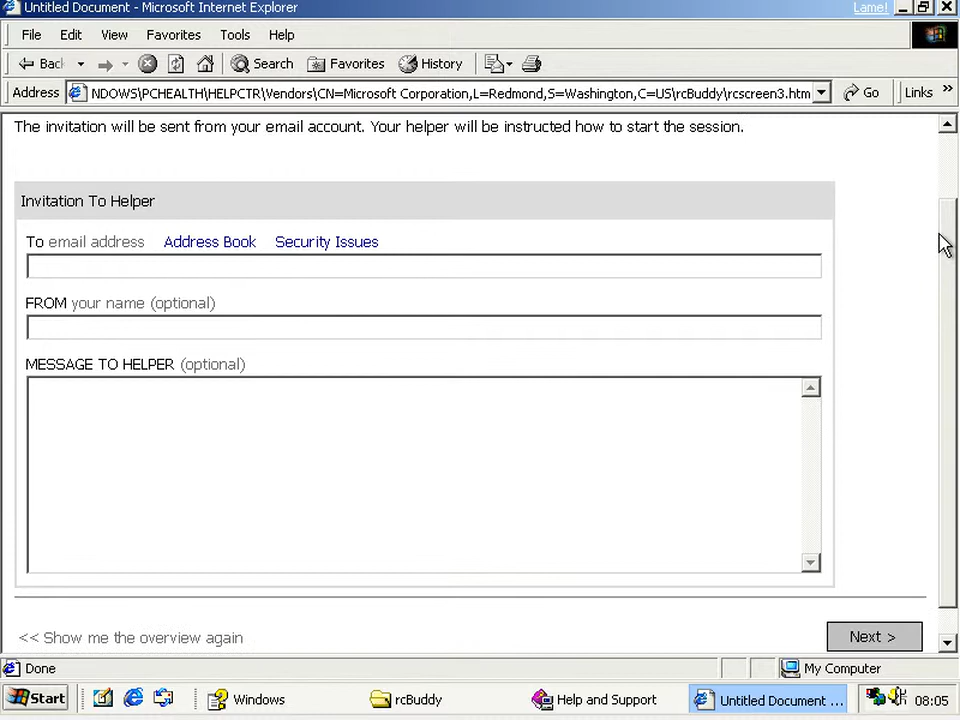 Untitled Document - Microsoft Internet Explorer
Lame!
File Edit View Favorites Tools Help
Back Search Favorites History
Address NDOWS\PCHEALTH\HELPCTR\Vendors\CN=Microsoft Corporation,L=Redmond,S=Washington,C=US\rcBuddy\rcscreen3.htm Go Links »
The invitation will be sent from your email account. Your helper will be instructed how to start the session.
Invitation To Helper
To email address Address Book Security Issues
FROM your name (optional)
MESSAGE TO HELPER (optional)
<< Show me the overview again Next >
Done My Computer
Start Windows rcBuddy Help and Support Untitled Document ... 08:05